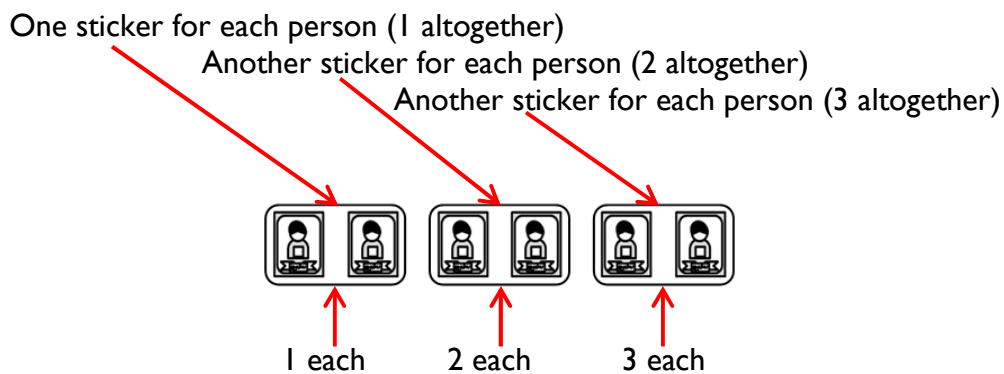 One sticker for each person (1 altogether)
Another sticker for each person (2 altogether)
Another sticker for each person (3 altogether)
1 each
2 each
3 each